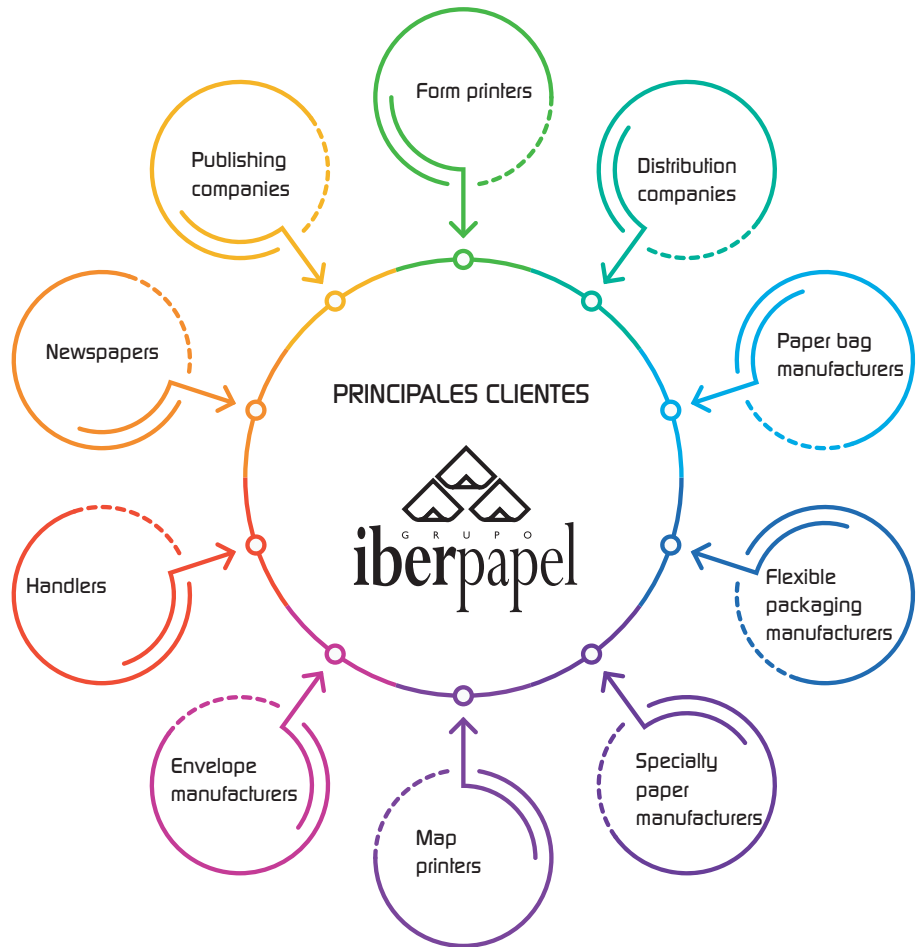 Form printers
Distribution
companies
Paper bag
manufacturers
Flexible
packaging
manufacturers
Specialty
paper
manufacturers
Map
printers
Envelope
manufacturers
Handlers
Newspapers
Publishing
companies
PRINCIPALES CLIENTES
GRUPO
iberpapel